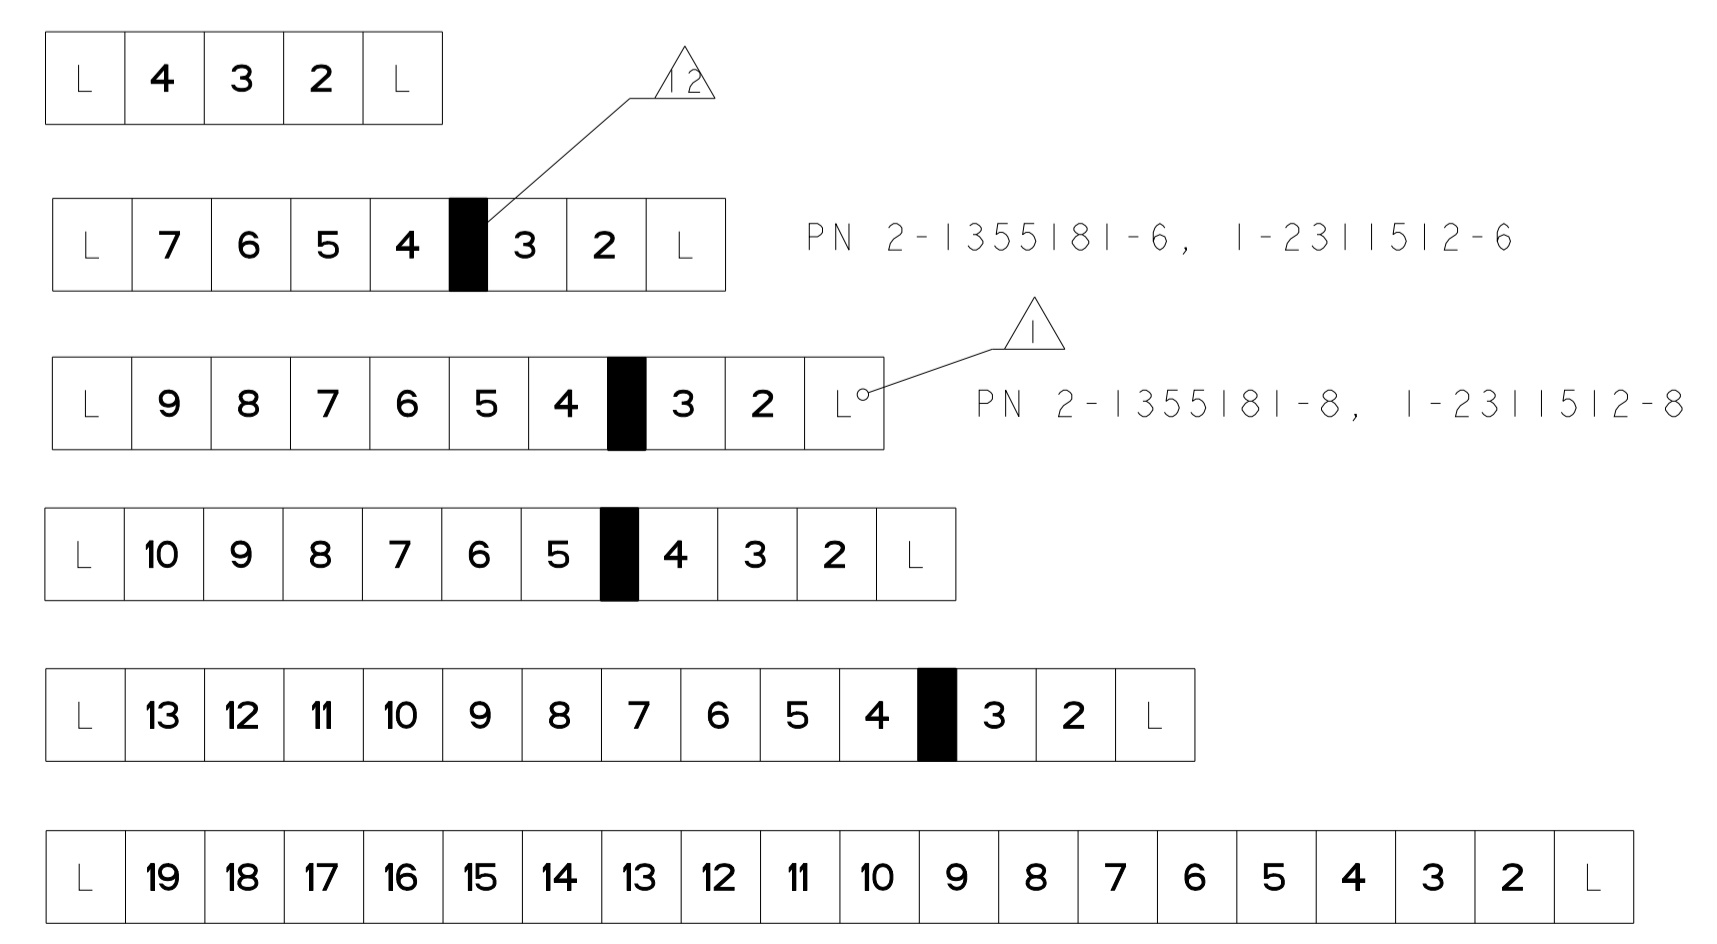 L 4 3 2 L
12
L 7 6 5 4 3 2 L
PN 2-1355181-6, 1-2311512-6
1
L 9 8 7 6 5 4 3 2 L
PN 2-1355181-8, 1-2311512-8
L 10 9 8 7 6 5 4 3 2 L
L 13 12 11 10 9 8 7 6 5 4 3 2 L
L 19 18 17 16 15 14 13 12 11 10 9 8 7 6 5 4 3 2 L